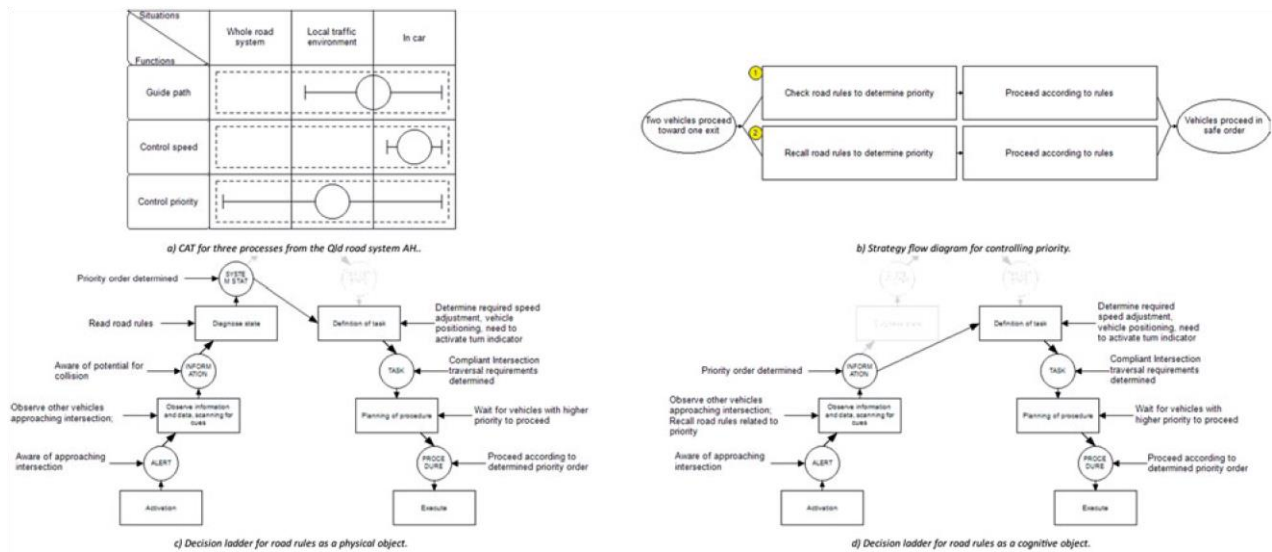 Situations
Functions
Whole road
system
Local traffic
environment
In car
Guide path
Control speed
Control priority
a) CAT for three processes from the Qld road system AH..
Two vehicles proceed
toward one exit
1
Check road rules to determine priority
Proceed according to rules
2
Recall road rules to determine priority
Proceed according to rules
Vehicles proceed in
safe order
b) Strategy flow diagram for controlling priority.
Priority order determined
SYSTE
M STAT
Read road rules
Diagnose state
Definition of task
Determine required speed
adjustment, vehicle
positioning, need to
activate turn indicator
Aware of potential for
collision
INFORM
ATION
TASK
Compliant Intersection
traversal requirements
determined
Observe other vehicles
approaching intersection;
Observe information
and data, scanning for
cues
Planning of procedure
Wait for vehicles with higher
priority to proceed
Aware of approaching
intersection
ALERT
PROCE
DURE
Proceed according to
determined priority order
Activation
Execute
c) Decision ladder for road rules as a physical object.
Definition of task
Determine required
speed adjustment,
vehicle positioning, need
to activate turn indicator
Priority order determined
INFORM
ATION
TASK
Compliant Intersection
traversal requirements
determined
Observe other vehicles
approaching intersection;
Recall road rules related to
priority
Observe information
and data, scanning for
cues
Planning of procedure
Wait for vehicles with
higher priority to proceed
Aware of approaching
intersection
ALERT
PROCE
DURE
Proceed according to
determined priority order
Activation
Execute
d) Decision ladder for road rules as a cognitive object.